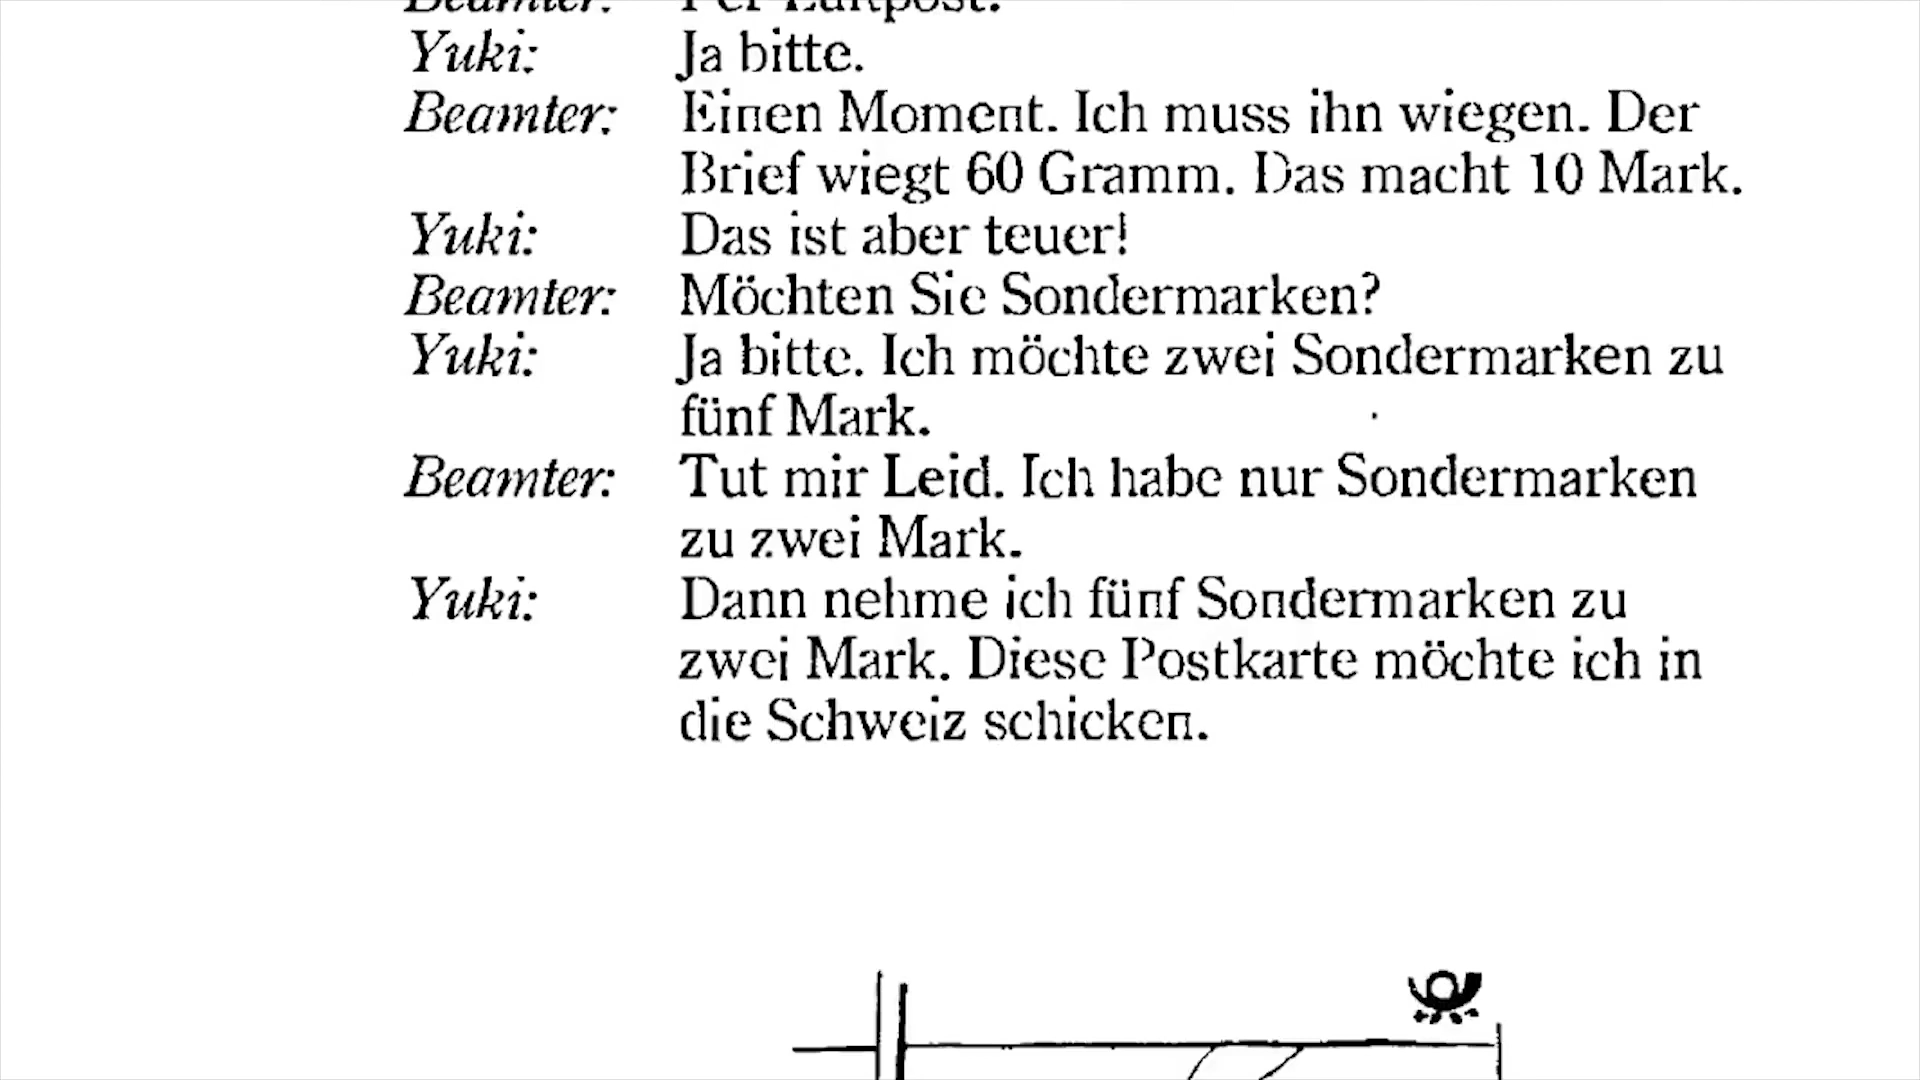 Beamter: Per Luftpost.
Yuki: Ja bitte.
Beamter: Einen Moment. Ich muss ihn wiegen. Der
Brief wiegt 60 Gramm. Das macht 10 Mark.
Yuki: Das ist aber teuer!
Beamter: Möchten Sie Sondermarken?
Yuki: Ja bitte. Ich möchte zwei Sondermarken zu
fünf Mark.
Beamter: Tut mir Leid. Ich habe nur Sondermarken
zu zwei Mark.
Yuki: Dann nehme ich fünf Sondermarken zu
zwei Mark. Diese Postkarte möchte ich in
die Schweiz schicken.